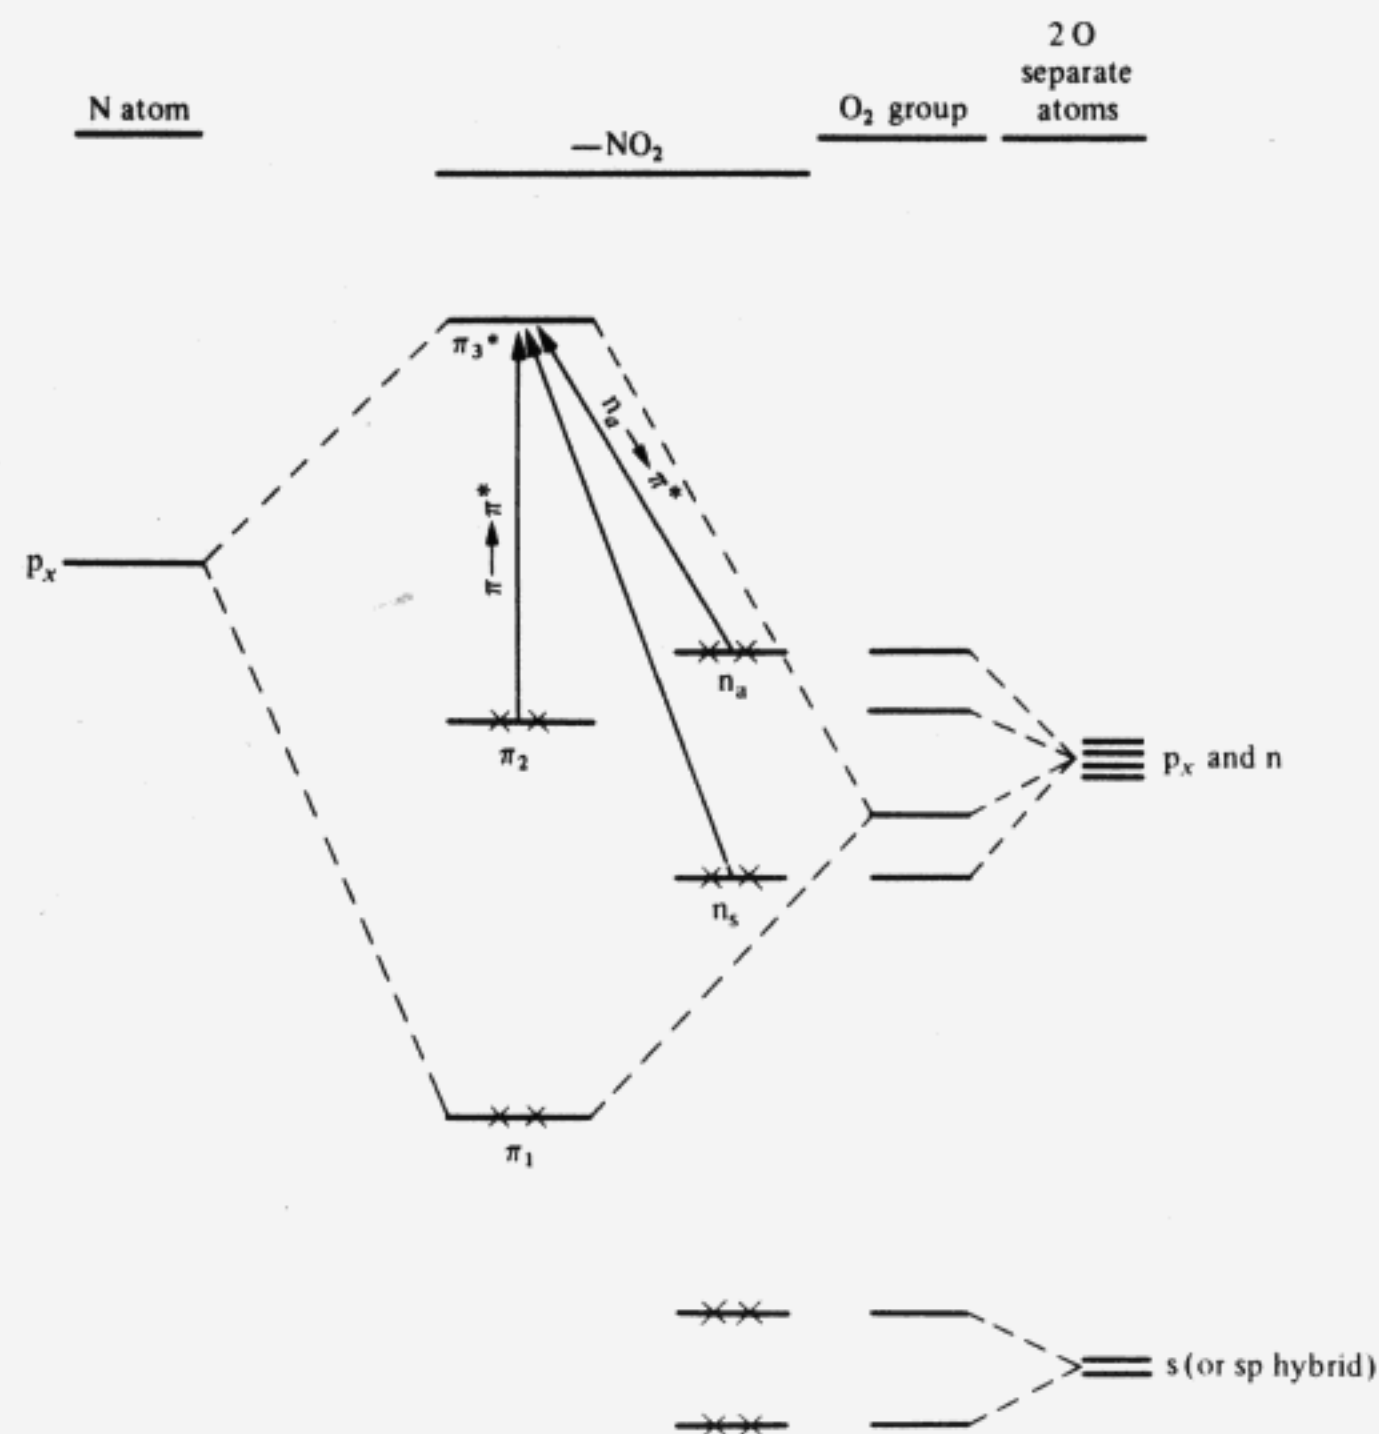 2 O
separate
atoms
N atom
O₂ group
—NO₂
π₃*
nₐ → π*
π → π*
pₓ
nₐ
π₂
pₓ and n
nₛ
π₁
s (or sp hybrid)